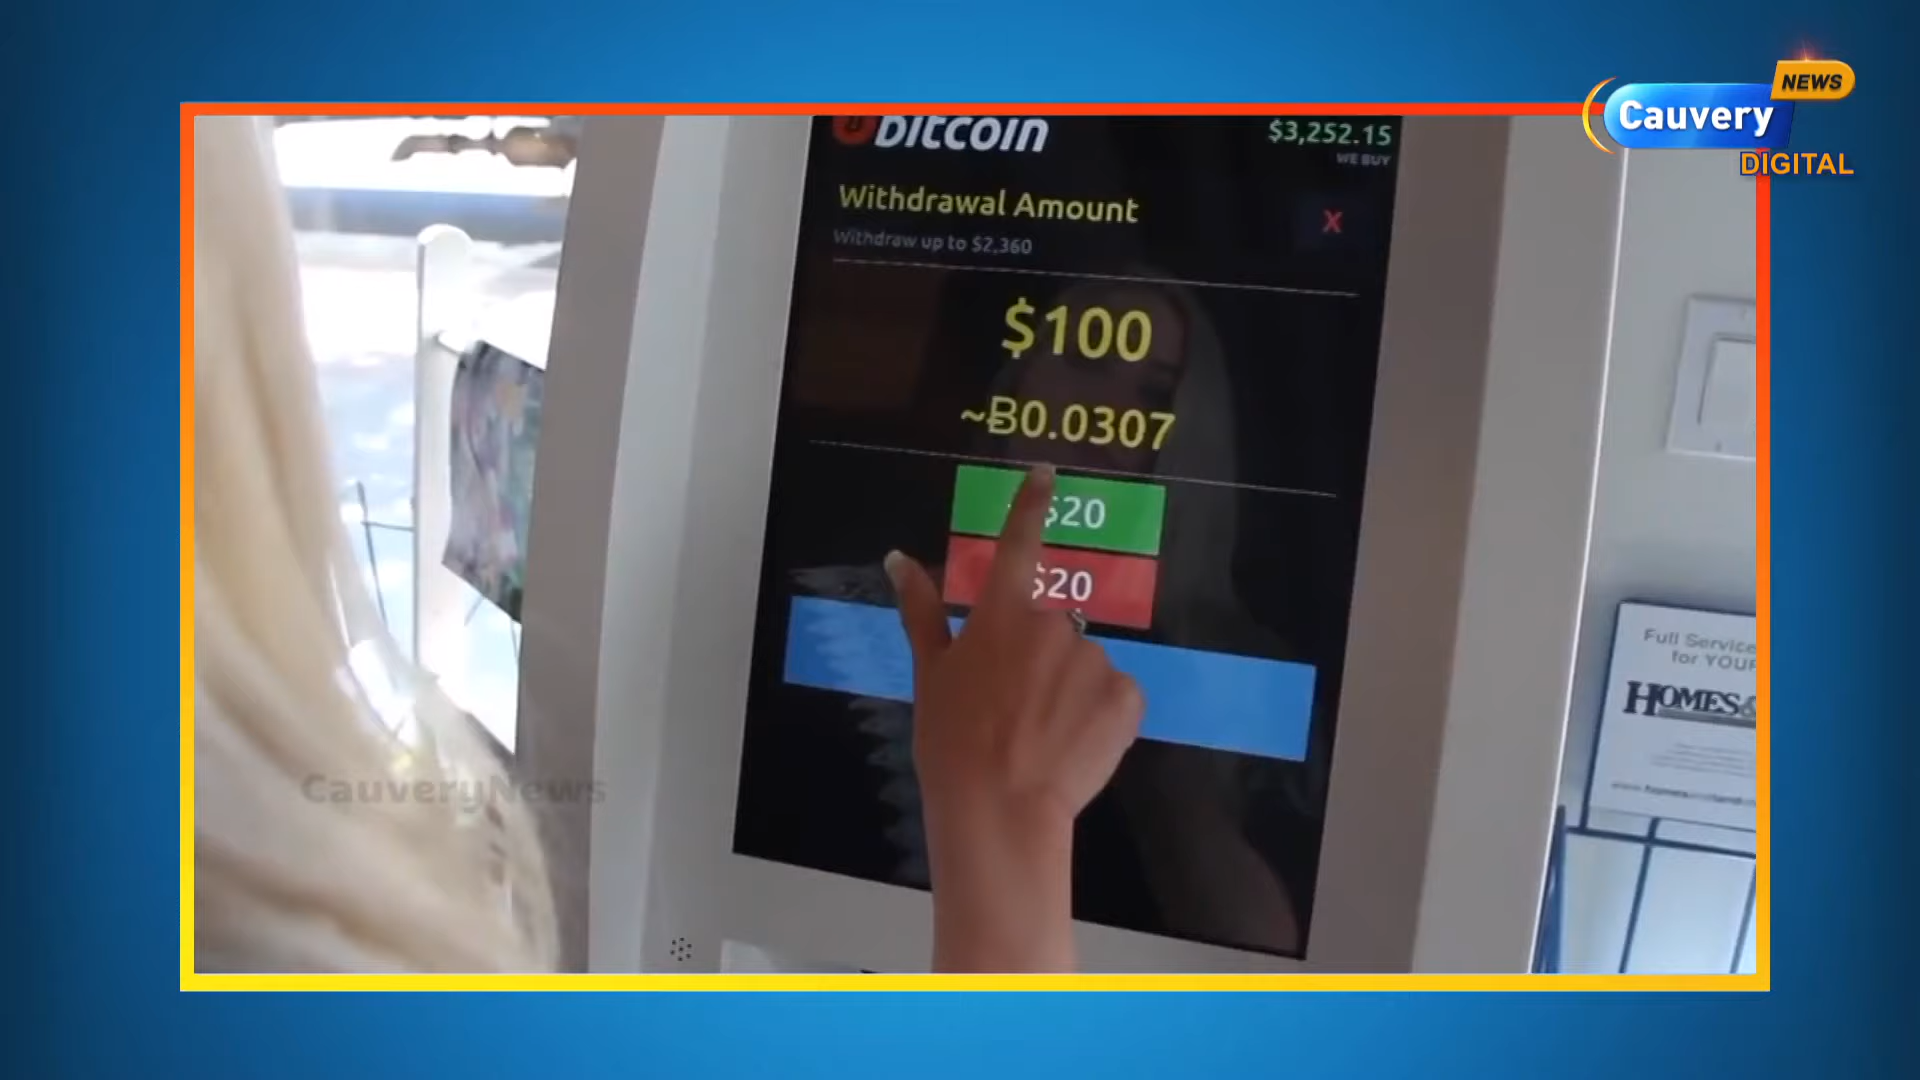 NEWS
Cauvery
DIGITAL
bitcoin
$3,252.15
WE BUY
Withdrawal Amount
X
Withdraw up to $2,360
$100
~Ƀ0.0307
$20
$20
Full Service
for YOUR
HOMES&
CauveryNews